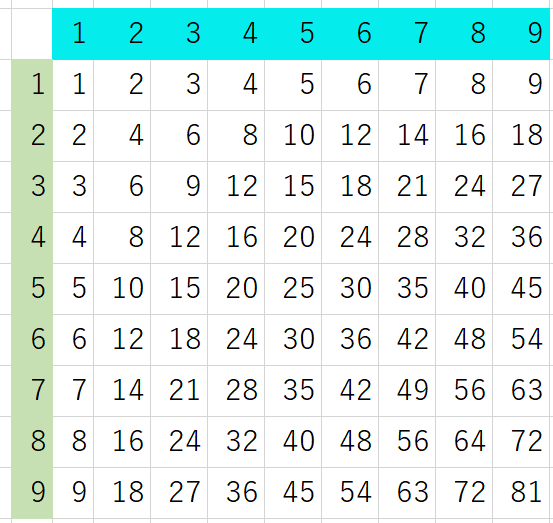 1 2 3 4 5 6 7 8 9
1 1 2 3 4 5 6 7 8 9
2 2 4 6 8 10 12 14 16 18
3 3 6 9 12 15 18 21 24 27
4 4 8 12 16 20 24 28 32 36
5 5 10 15 20 25 30 35 40 45
6 6 12 18 24 30 36 42 48 54
7 7 14 21 28 35 42 49 56 63
8 8 16 24 32 40 48 56 64 72
9 9 18 27 36 45 54 63 72 81